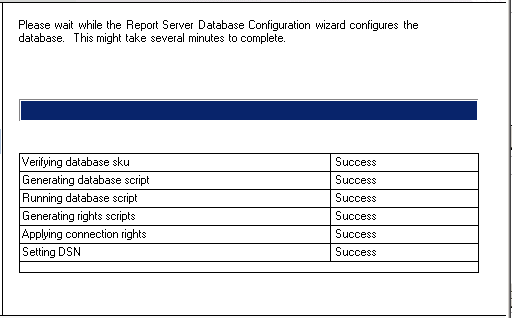 Please wait while the Report Server Database Configuration wizard configures the
database. This might take several minutes to complete.
Verifying database sku Success
Generating database script Success
Running database script Success
Generating rights scripts Success
Applying connection rights Success
Setting DSN Success